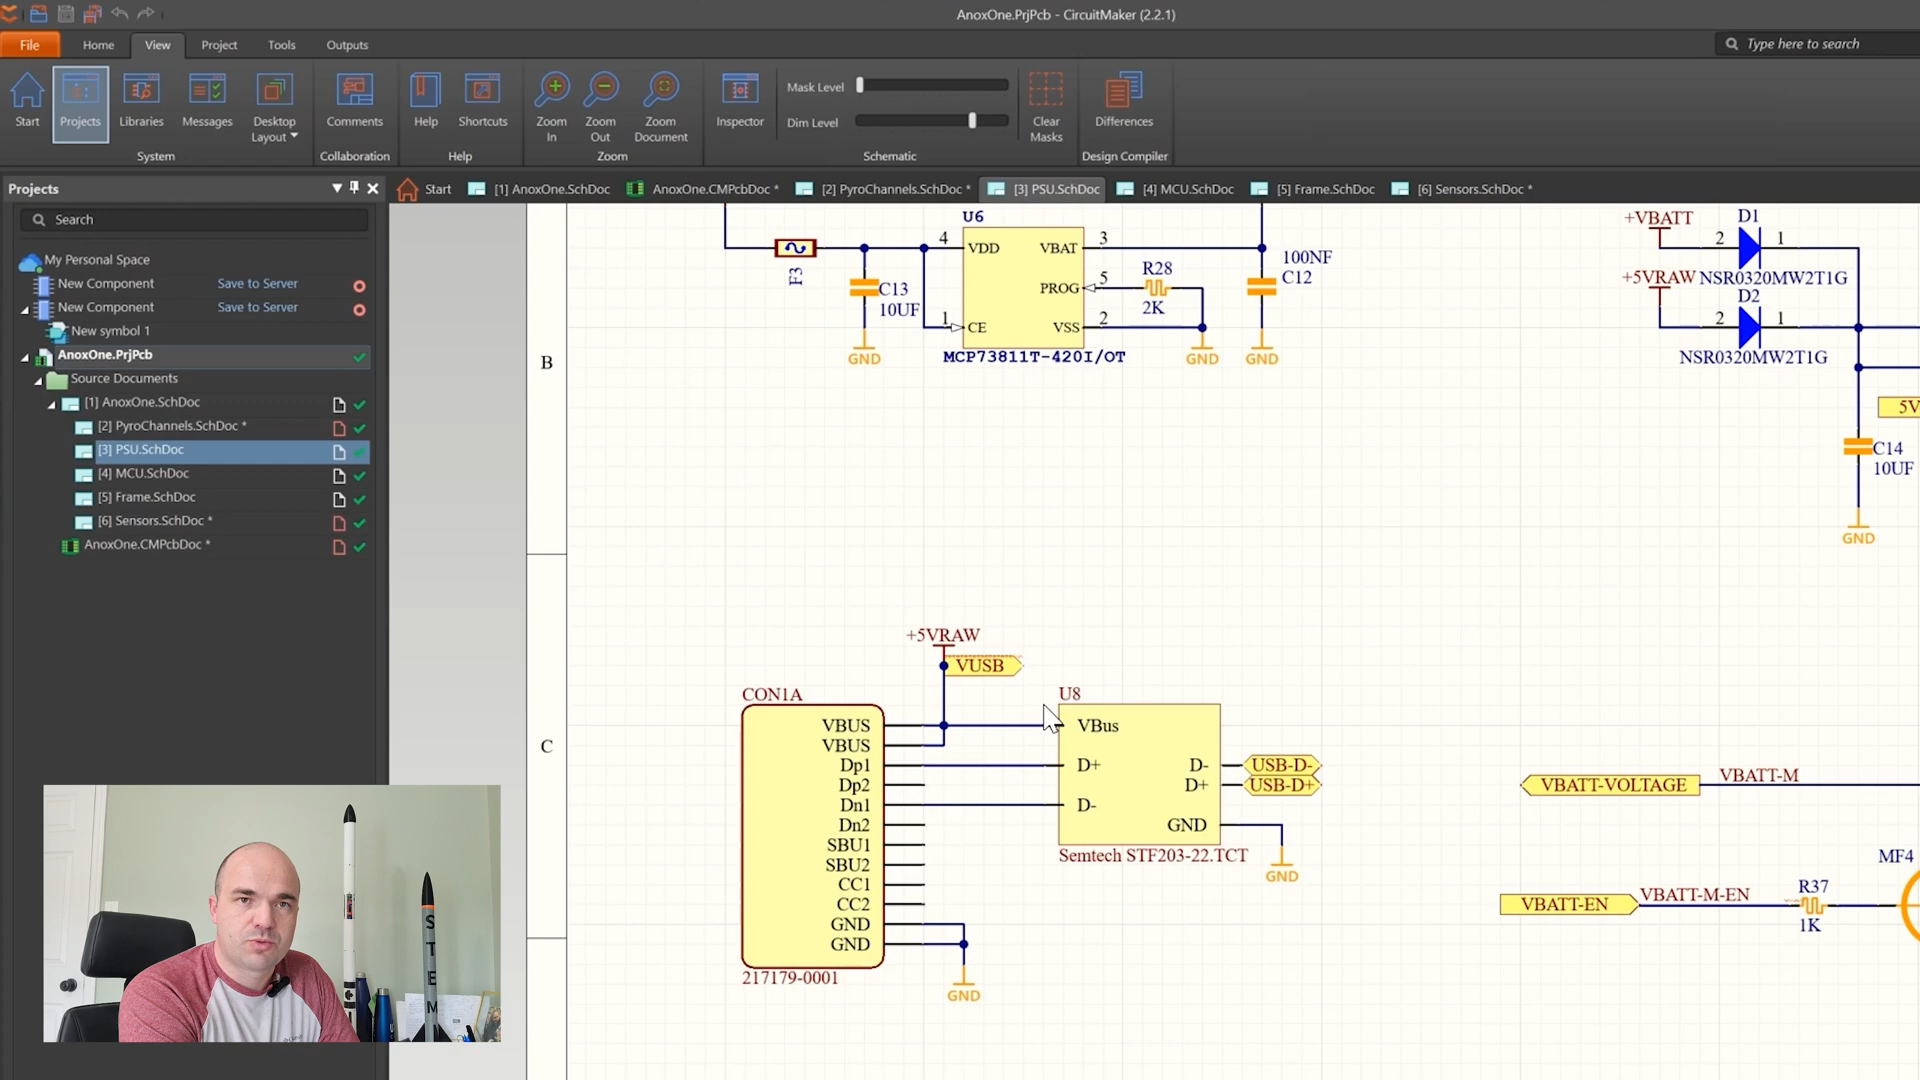 AnoxOne.PrjPcb - CircuitMaker (2.2.1)
File
Home
View
Project
Tools
Outputs
Type here to search
Start
Projects
Libraries
Messages
Desktop
Layout
System
Comments
Collaboration
Help
Shortcuts
Help
Zoom
In
Zoom
Out
Zoom
Document
Zoom
Inspector
Mask Level
Dim Level
Clear
Masks
Schematic
Differences
Design Compiler
Projects
Search
My Personal Space
New Component Save to Server
New Component Save to Server
New symbol 1
AnoxOne.PrjPcb
Source Documents
[1] AnoxOne.SchDoc
[2] PyroChannels.SchDoc *
[3] PSU.SchDoc
[4] MCU.SchDoc
[5] Frame.SchDoc
[6] Sensors.SchDoc *
AnoxOne.CMPcbDoc *
Start
[1] AnoxOne.SchDoc
AnoxOne.CMPcbDoc *
[2] PyroChannels.SchDoc *
[3] PSU.SchDoc
[4] MCU.SchDoc
[5] Frame.SchDoc
[6] Sensors.SchDoc *
B
C
F3
C13
10UF
GND
U6
4 VDD
VBAT 3
PROG 5
1 CE
VSS 2
MCP73811T-420I/OT
R28
2K
GND
100NF
C12
GND
+VBATT
D1
2 1
NSR0320MW2T1G
+5VRAW
D2
2 1
NSR0320MW2T1G
5V
C14
10UF
GND
+5VRAW
VUSB
CON1A
VBUS
VBUS
Dp1
Dp2
Dn1
Dn2
SBU1
SBU2
CC1
CC2
GND
GND
217179-0001
GND
U8
VBus
D+
D-
D-
D+
GND
Semtech STF203-22.TCT
USB-D-
USB-D+
GND
VBATT-VOLTAGE
VBATT-M
MF4
VBATT-EN
VBATT-M-EN
R37
1K
S
T
E
M